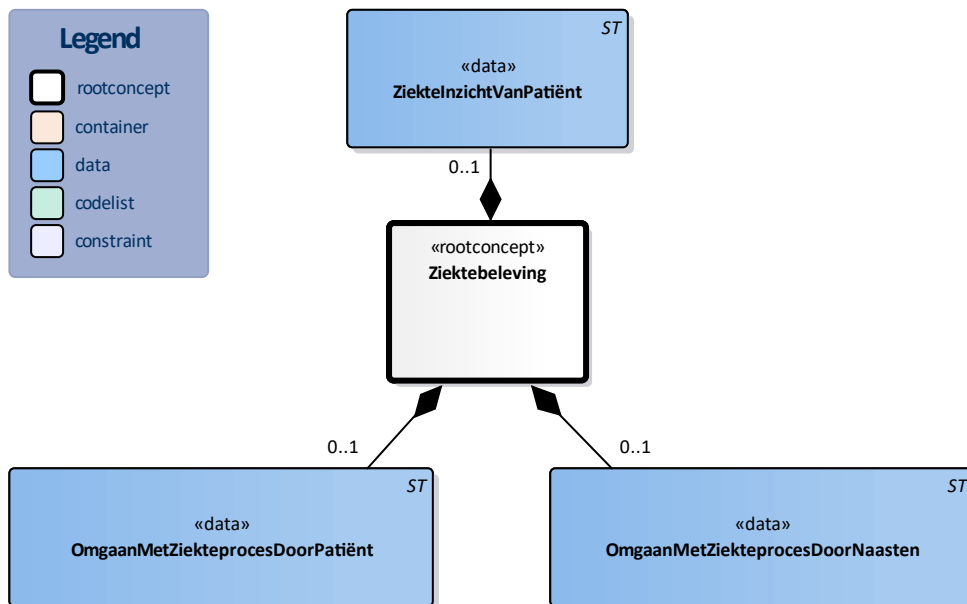 Legend
rootconcept
container
data
codelist
constraint
ST
«data»
ZiekteInzichtVanPatiënt
0..1
«rootconcept»
Ziektebeleving
0..1
0..1
ST
«data»
OmgaanMetZiekteprocesDoorPatiënt
ST
«data»
OmgaanMetZiekteprocesDoorNaasten